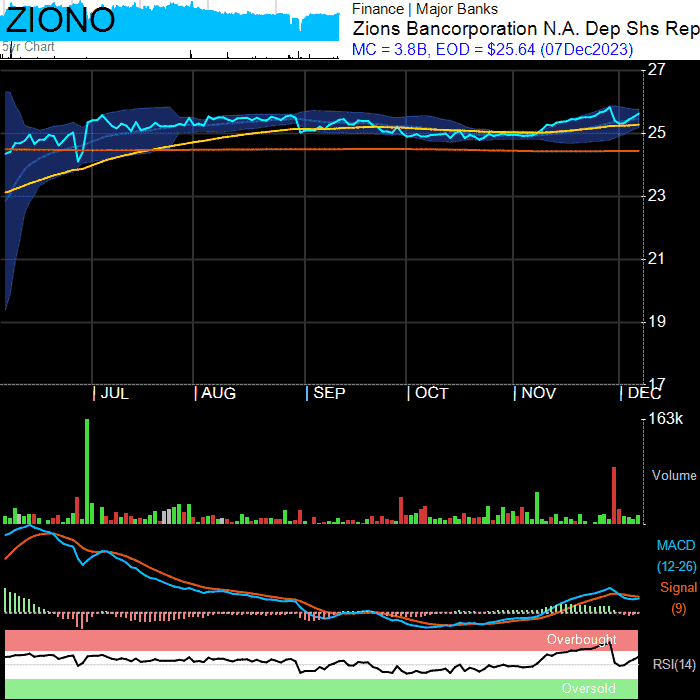 ZIONO
5yr Chart
Finance | Major Banks
Zions Bancorporation N.A. Dep Shs Rep
MC = 3.8B, EOD = $25.64 (07Dec2023)
27
25
23
21
19
17
JUL
AUG
SEP
OCT
NOV
DEC
163k
Volume
MACD
(12-26)
Signal
(9)
Overbought
RSI(14)
Oversold